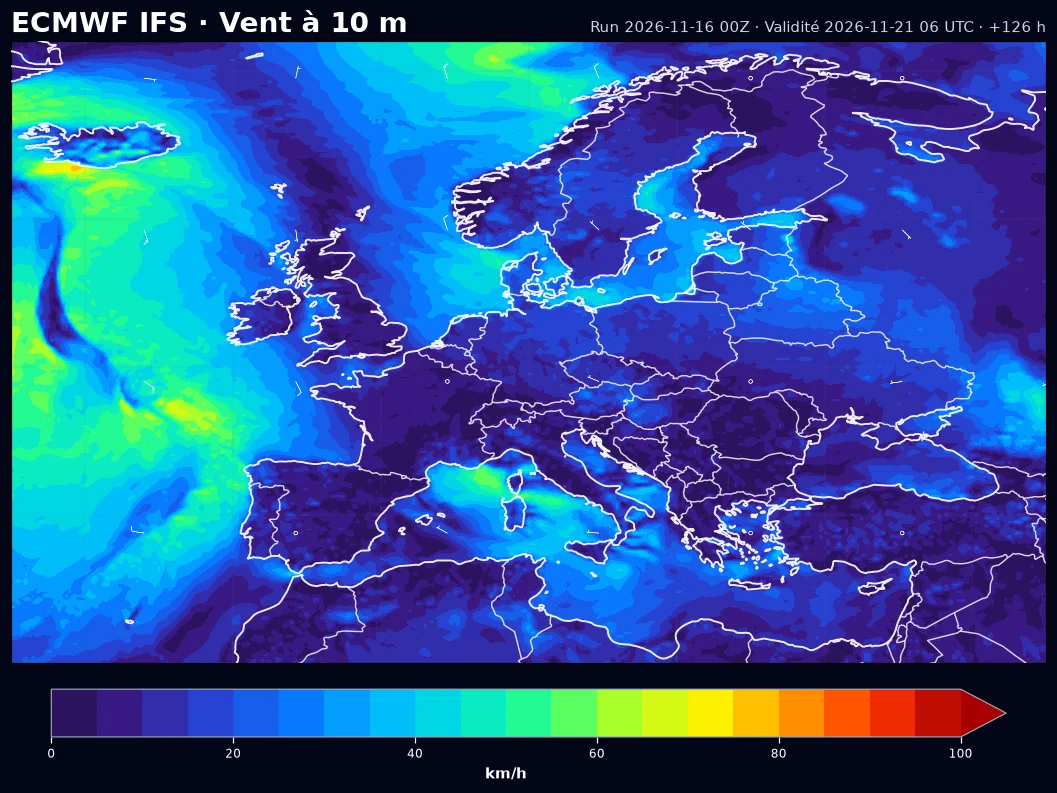 ECMWF IFS · Vent à 10 m
Run 2026-11-16 00Z · Validité 2026-11-21 06 UTC · +126 h
0 20 40 60 80 100
km/h